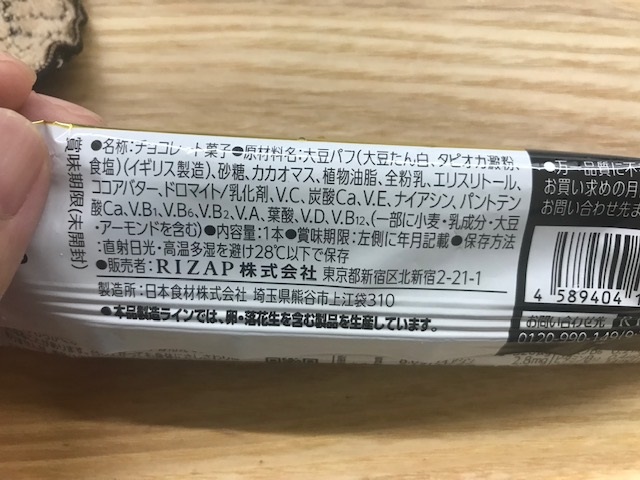 ●名称:チョコレート菓子●原材料名:大豆パフ(大豆たん白、タピオカ澱粉、
食塩)(イギリス製造)、砂糖、カカオマス、植物油脂、全粉乳、エリスリトール、
ココアバター、ドロマイト/乳化剤、V.C、炭酸Ca、V.E、ナイアシン、パントテン
酸Ca、V.B1、V.B6、V.B2、V.A、葉酸、V.D、V.B12、(一部に小麦・乳成分・大豆
・アーモンドを含む)●内容量:1本●賞味期限:左側に年月記載●保存方法
:直射日光・高温多湿を避け28℃以下で保存
●販売者:RIZAP株式会社 東京都新宿区北新宿2-21-1
製造所:日本食材株式会社 埼玉県熊谷市上江袋310
●本品製造ラインでは、卵・落花生を含む製品を生産しています。
賞味期限(未開封)
●万一品質に不
お買い求めの月
お問い合わせ先ま
4 589404 1
お問い合わせ先
0120-990-149